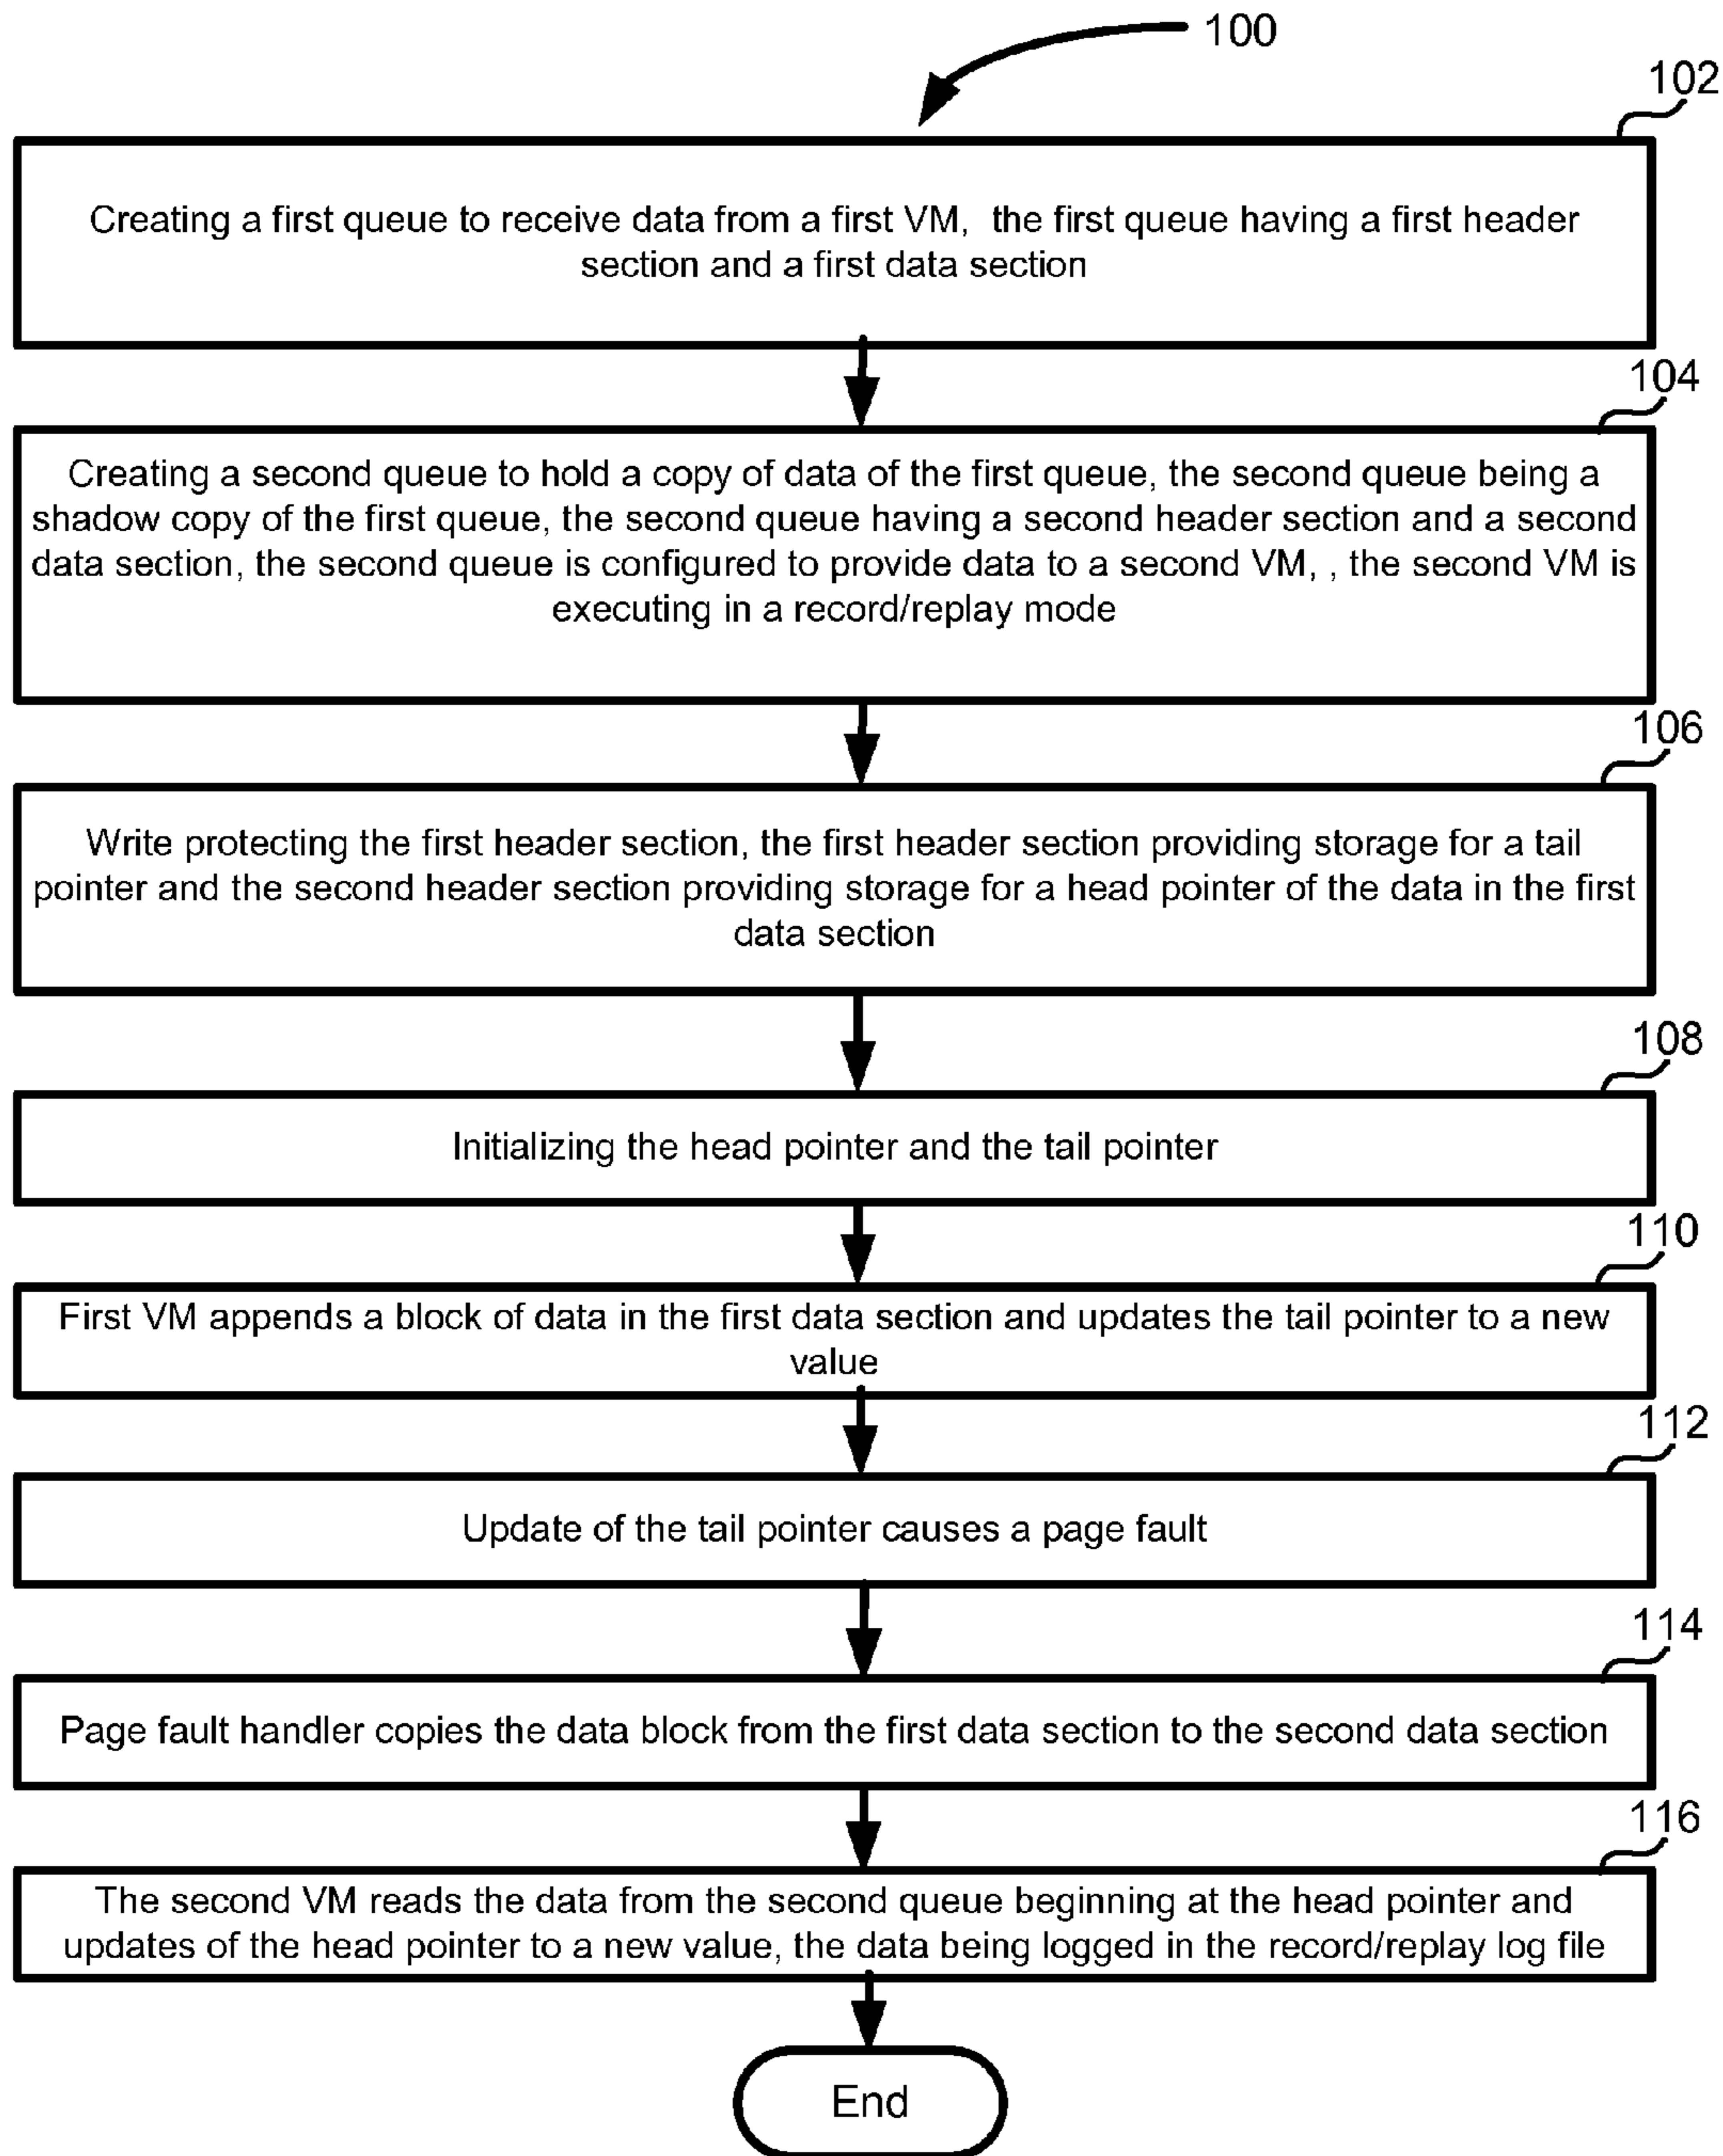 100
102
Creating a first queue to receive data from a first VM, the first queue having a first header
section and a first data section
104
Creating a second queue to hold a copy of data of the first queue, the second queue being a
shadow copy of the first queue, the second queue having a second header section and a second
data section, the second queue is configured to provide data to a second VM, , the second VM is
executing in a record/replay mode
106
Write protecting the first header section, the first header section providing storage for a tail
pointer and the second header section providing storage for a head pointer of the data in the first
data section
108
Initializing the head pointer and the tail pointer
110
First VM appends a block of data in the first data section and updates the tail pointer to a new
value
112
Update of the tail pointer causes a page fault
114
Page fault handler copies the data block from the first data section to the second data section
116
The second VM reads the data from the second queue beginning at the head pointer and
updates of the head pointer to a new value, the data being logged in the record/replay log file
End